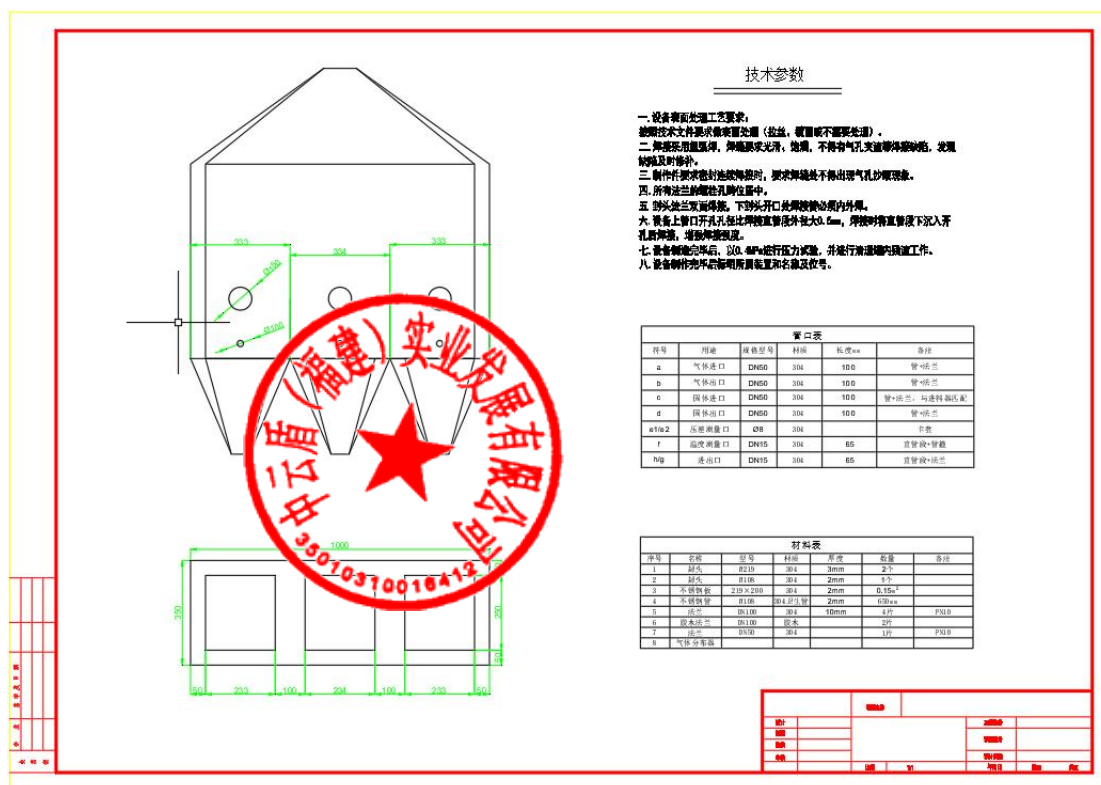 技术参数
一.设备表面处理工艺要求:
按照技术文件要求做表面处理(拉丝、镜面或不需要处理)。
二.焊接采用氩弧焊,焊缝要求光滑、饱满,不得有气孔夹渣等焊接缺陷,发现
缺陷及时修补。
三.制作件要求密封连续焊接时,要求焊缝处不得出现气孔沙眼现象。
四.所有法兰的螺栓孔跨位居中。
五.封头法兰双面焊接,下封头开口处焊接管必须内外焊。
六.设备上管口开孔孔径比焊接直管段外径大0.5mm,焊接时将直管段下沉入开
孔后焊接,增强焊接强度。
七.设备制造完毕后,以0.4MPa进行压力试验,并进行清理罐内残渣工作。
八.设备制作完毕后标明所属装置和名称及位号。
333
334
333
Ø150
Ø100
管口表
符号 用途 规格型号 材质 长度mm 备注
a 气体进口 DN50 304 100 管+法兰
b 气体出口 DN50 304 100 管+法兰
c 固体进口 DN50 304 100 管+法兰,与进料器匹配
d 固体出口 DN50 304 100 管+法兰
e1/e2 压差测量口 Ø8 304 卡套
f 温度测量口 DN15 304 65 直管段+管箍
h/g 进出口 DN15 304 65 直管段+法兰
中云盾(福建)实业发展有限公司
35010310016412
材料表
序号 名称 型号 材质 厚度 数量 备注
1 封头 Ø219 304 3mm 2个
2 封头 Ø108 304 2mm 1个
3 不锈钢板 219×200 304 2mm 0.15m²
4 不锈钢管 Ø108 304卫生管 2mm 650mm
5 法兰 DN100 304 10mm 4片 PN10
6 胶木法兰 DN100 胶木 2片
7 法兰 DN50 304 1片 PN10
8 气体分布器
1000
350
250
50
50
233
100
234
100
233
50
1:1